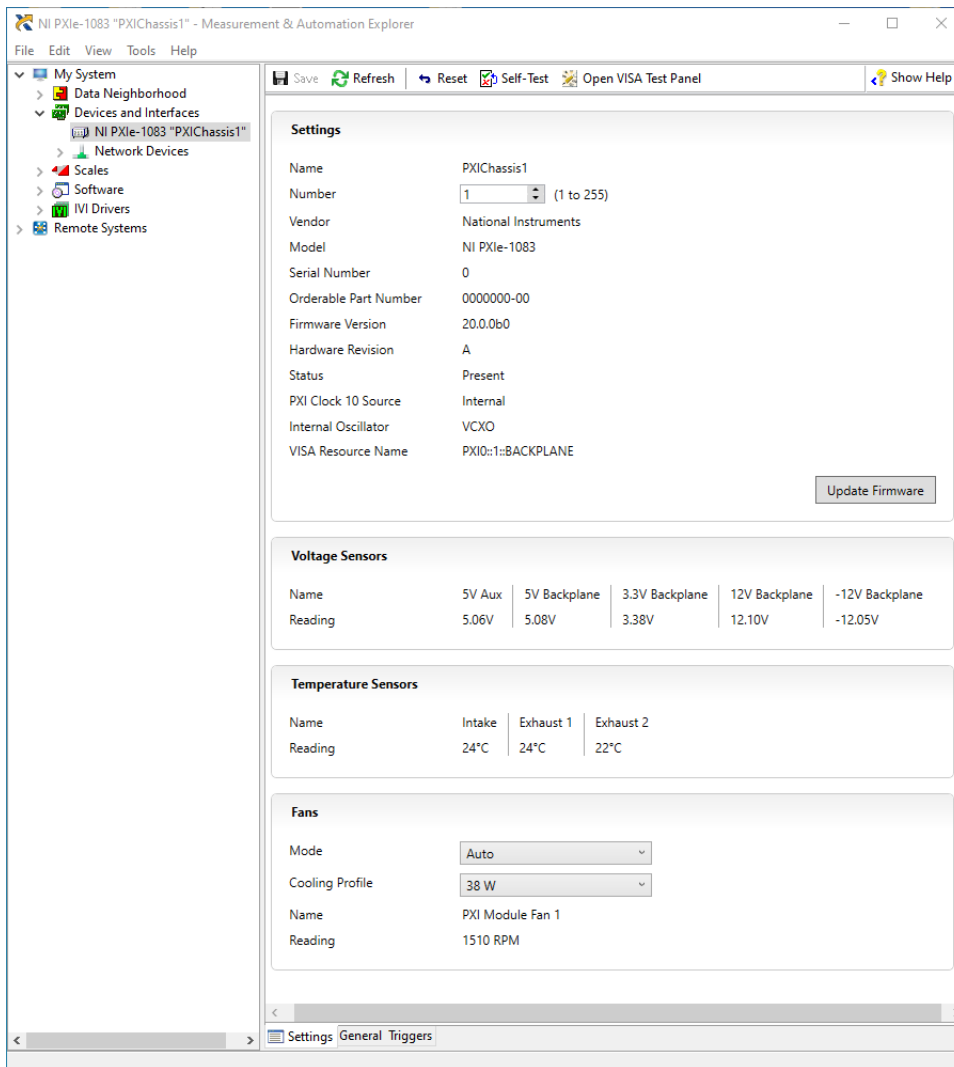 NI PXIe-1083 "PXIChassis1" - Measurement & Automation Explorer
File Edit View Tools Help
My System
Data Neighborhood
Devices and Interfaces
NI PXIe-1083 "PXIChassis1"
Network Devices
Scales
Software
IVI Drivers
Remote Systems
Save Refresh Reset Self-Test Open VISA Test Panel Show Help
Settings
Name PXIChassis1
Number 1 (1 to 255)
Vendor National Instruments
Model NI PXIe-1083
Serial Number 0
Orderable Part Number 0000000-00
Firmware Version 20.0.0b0
Hardware Revision A
Status Present
PXI Clock 10 Source Internal
Internal Oscillator VCXO
VISA Resource Name PXI0::1::BACKPLANE
Update Firmware
Voltage Sensors
Name 5V Aux 5V Backplane 3.3V Backplane 12V Backplane -12V Backplane
Reading 5.06V 5.08V 3.38V 12.10V -12.05V
Temperature Sensors
Name Intake Exhaust 1 Exhaust 2
Reading 24°C 24°C 22°C
Fans
Mode Auto
Cooling Profile 38 W
Name PXI Module Fan 1
Reading 1510 RPM
Settings General Triggers